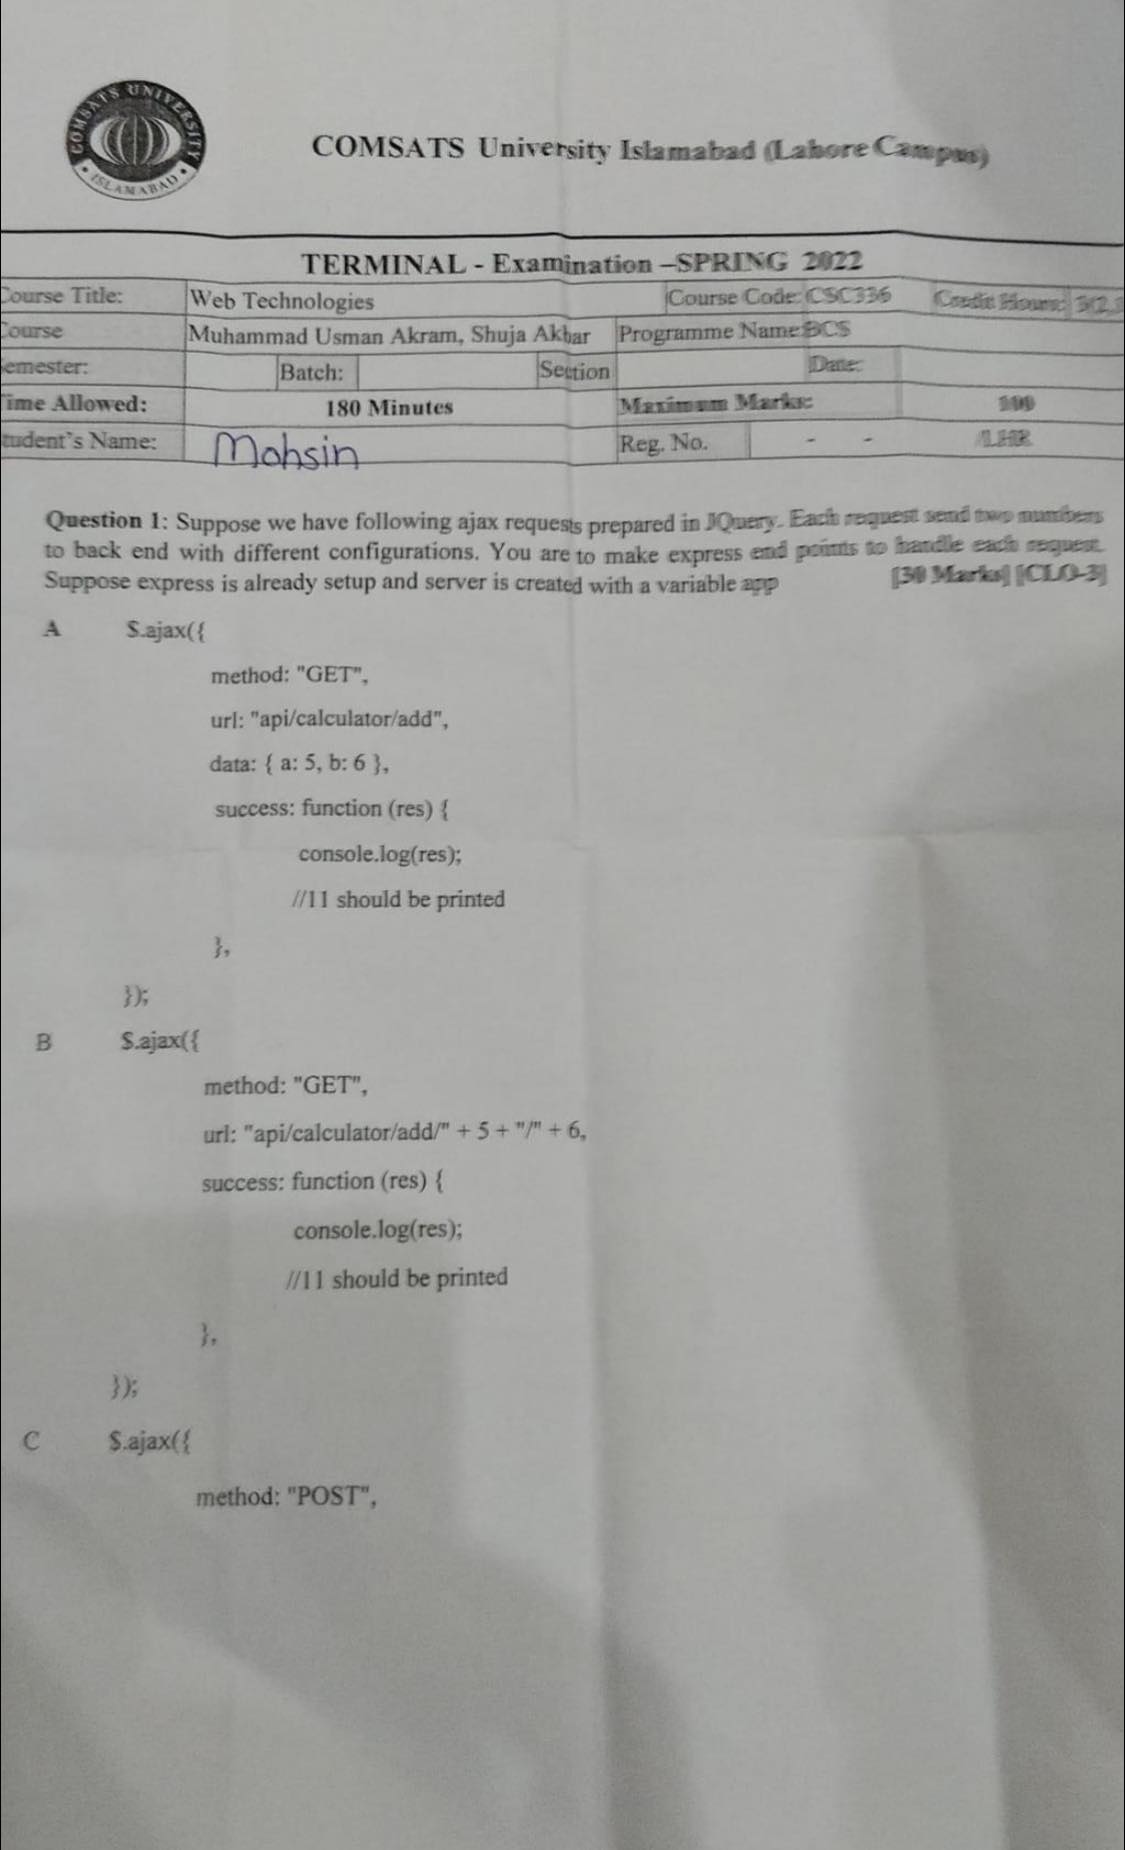 COMSATS UNIVERSITY
ISLAMABAD
COMSATS University Islamabad (Lahore Campus)
TERMINAL - Examination –SPRING 2022
Course Title: Web Technologies Course Code: CSC336 Credit Hours: 3(2,
Course Muhammad Usman Akram, Shuja Akbar Programme Name: BCS
emester: Batch: Section Date:
Time Allowed: 180 Minutes Maximum Marks: 100
tudent's Name: Mohsin Reg. No. - - /LHR
Question 1: Suppose we have following ajax requests prepared in JQuery. Each request send two numbers
to back end with different configurations. You are to make express end points to handle each request.
Suppose express is already setup and server is created with a variable app [30 Marks] [CLO-3]
A $.ajax({
method: "GET",
url: "api/calculator/add",
data: { a: 5, b: 6 },
success: function (res) {
console.log(res);
//11 should be printed
},
});
B $.ajax({
method: "GET",
url: "api/calculator/add/" + 5 + "/" + 6,
success: function (res) {
console.log(res);
//11 should be printed
},
});
C $.ajax({
method: "POST",